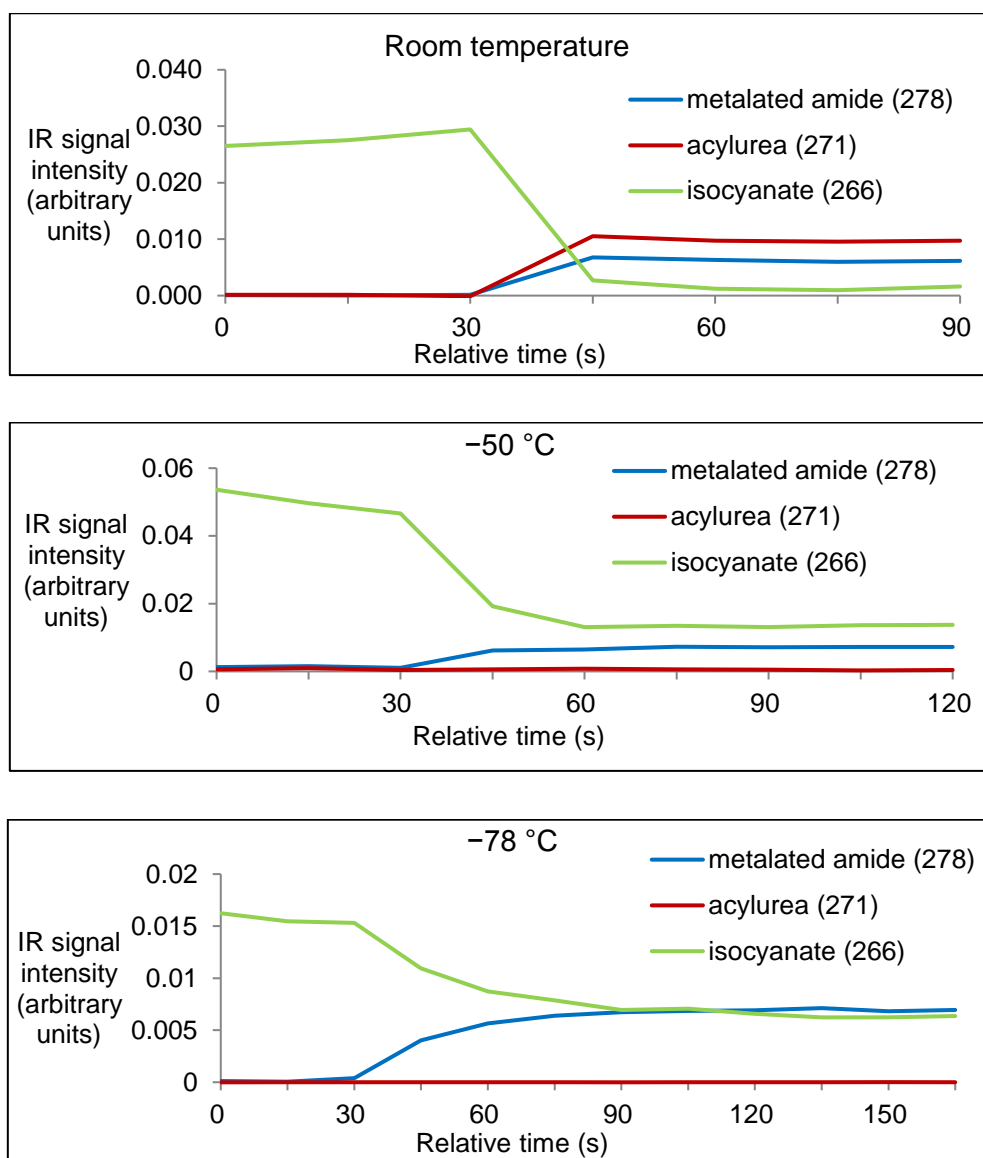 Room temperature
0.040
0.030
0.020
0.010
0.000
IR signal
intensity
(arbitrary
units)
metalated amide (278)
acylurea (271)
isocyanate (266)
0 30 60 90
Relative time (s)
−50 °C
0.06
0.04
0.02
0
IR signal
intensity
(arbitrary
units)
metalated amide (278)
acylurea (271)
isocyanate (266)
0 30 60 90 120
Relative time (s)
−78 °C
0.02
0.015
0.01
0.005
0
IR signal
intensity
(arbitrary
units)
metalated amide (278)
acylurea (271)
isocyanate (266)
0 30 60 90 120 150
Relative time (s)